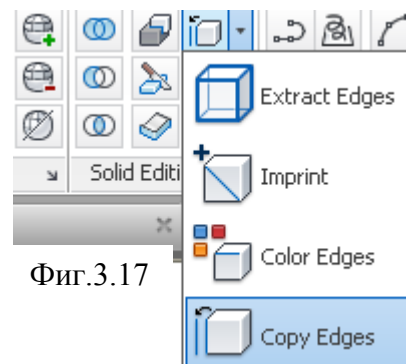 Extract Edges
Imprint
Solid Editi
Color Edges
Фиг.3.17
Copy Edges